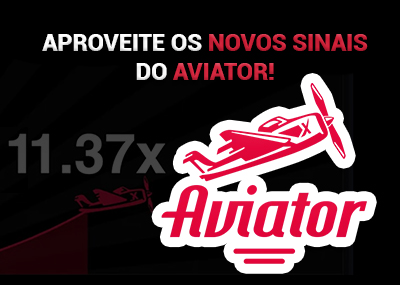 APROVEITE OS NOVOS SINAIS
DO AVIATOR!
11.37x
X
Aviator